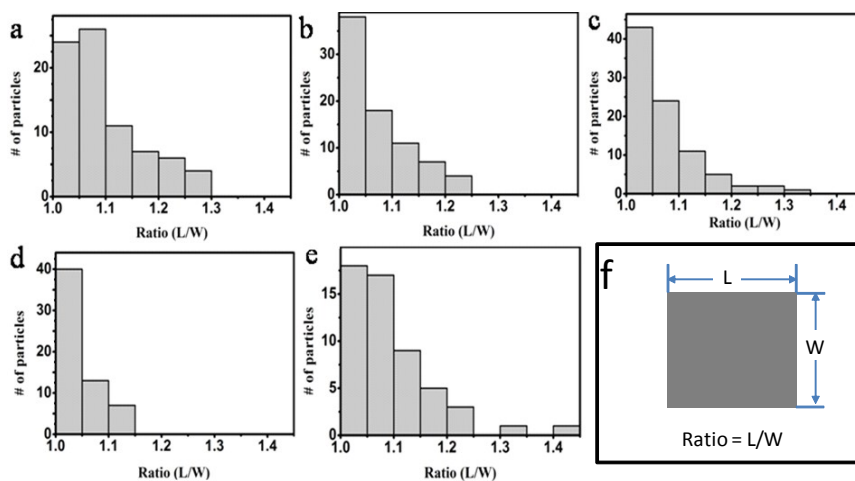 a
# of particles
20
10
0
1.0 1.1 1.2 1.3 1.4
Ratio (L/W)
b
# of particles
30
20
10
0
1.0 1.1 1.2 1.3 1.4
Ratio (L/W)
c
# of particles
40
30
20
10
0
1.0 1.1 1.2 1.3 1.4
Ratio (L/W)
d
# of particles
40
30
20
10
0
1.0 1.1 1.2 1.3 1.4
Ratio (L/W)
e
# of particles
15
10
5
0
1.0 1.1 1.2 1.3 1.4
Ratio (L/W)
f
L
W
Ratio = L/W